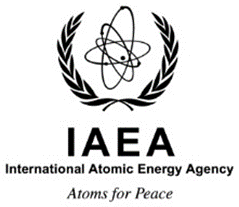 IAEA
International Atomic Energy Agency
Atoms for Peace